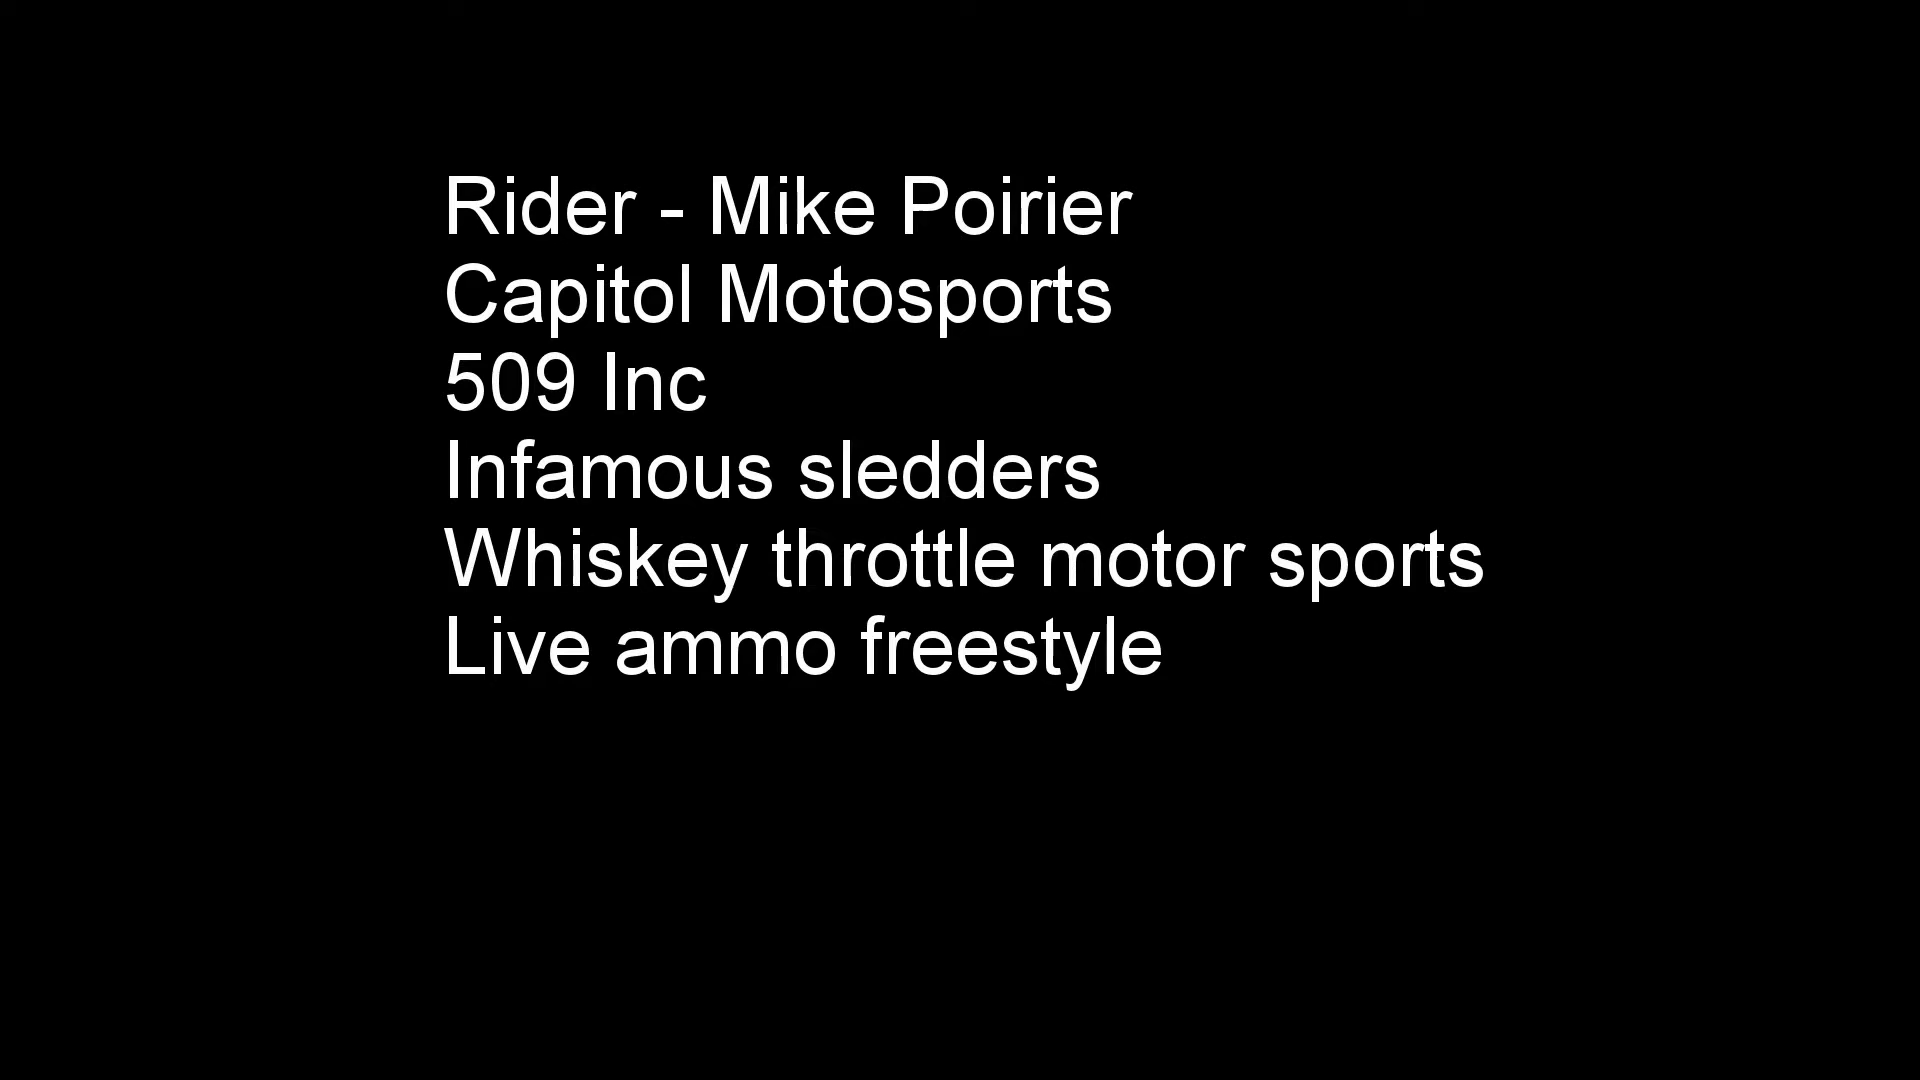 Rider - Mike Poirier
Capitol Motosports
509 Inc
Infamous sledders
Whiskey throttle motor sports
Live ammo freestyle